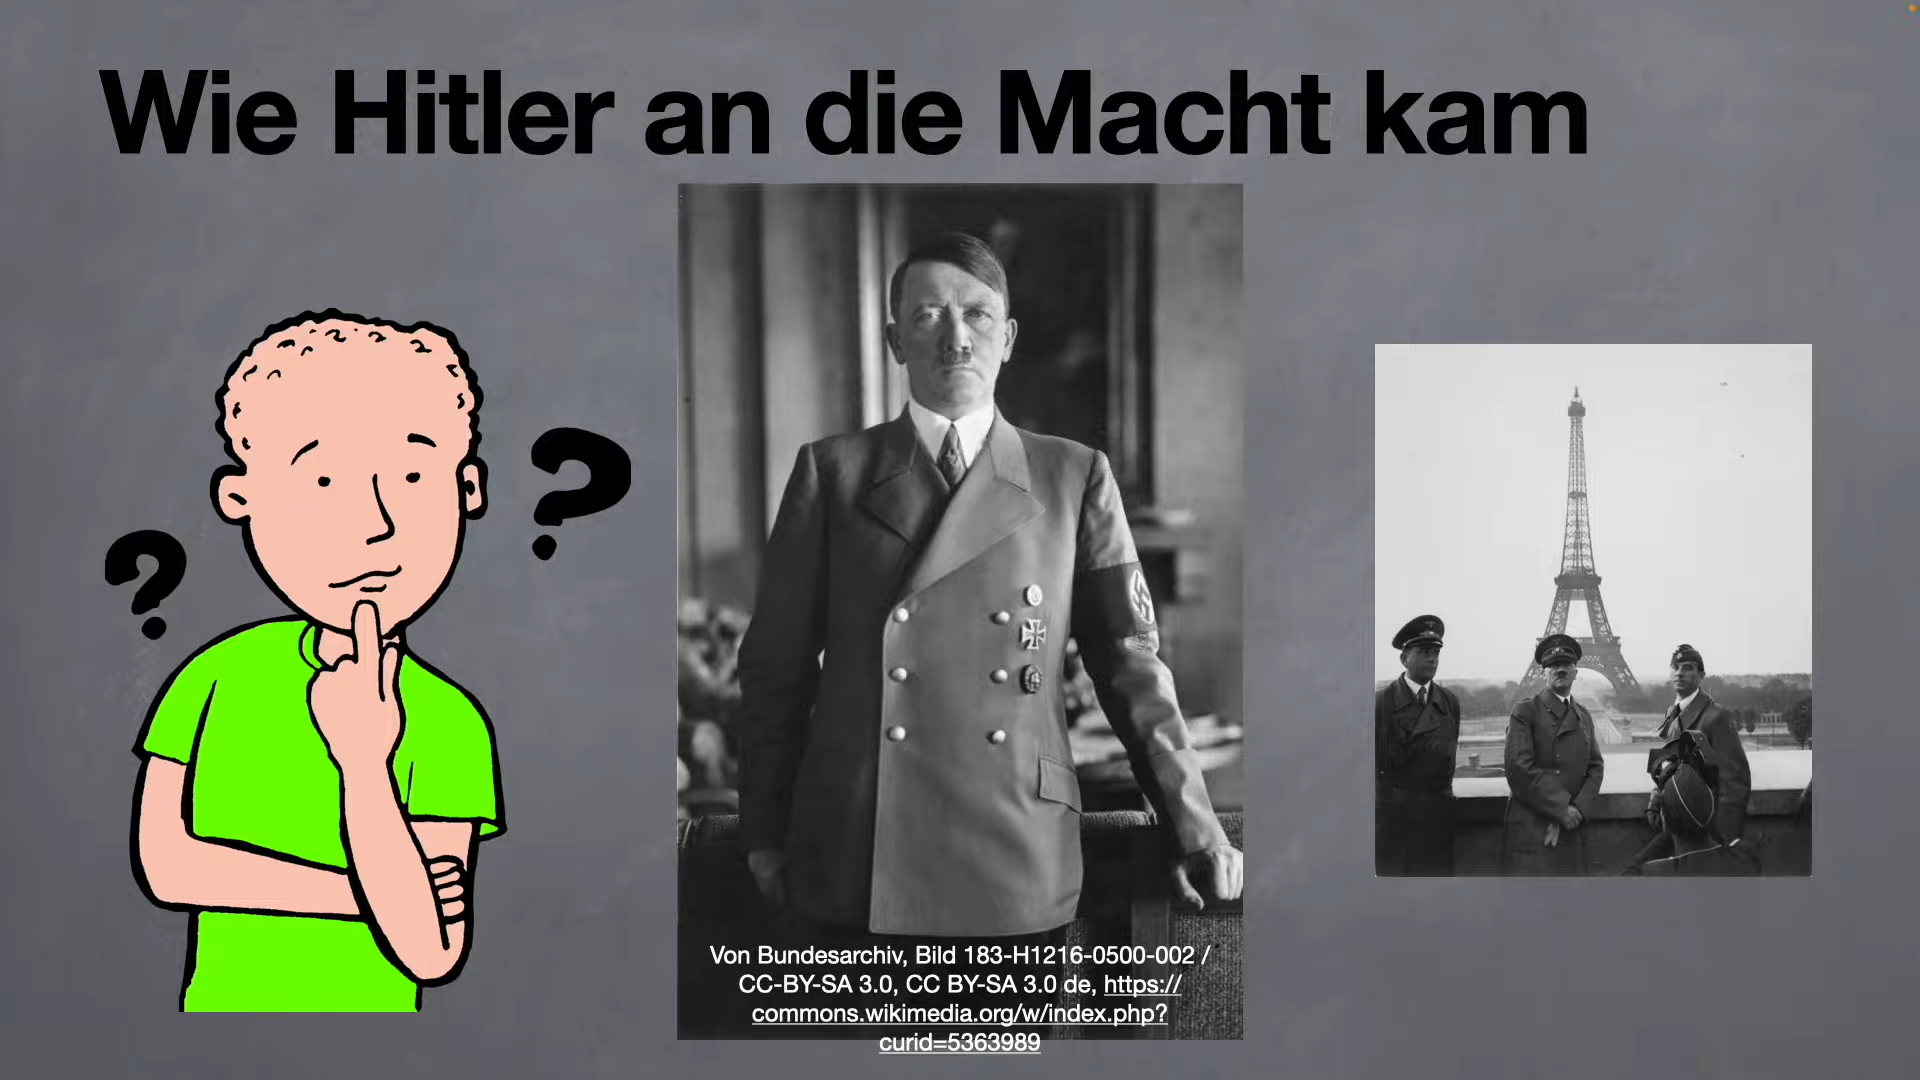 Wie Hitler an die Macht kam
?
?
Von Bundesarchiv, Bild 183-H1216-0500-002 /
CC-BY-SA 3.0, CC BY-SA 3.0 de, https://
commons.wikimedia.org/w/index.php?
curid=5363989